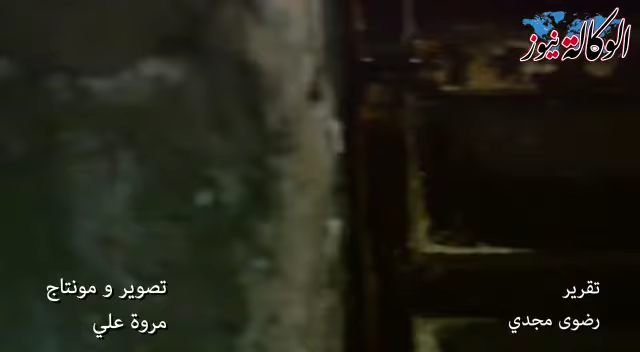 الوكالة نيوز
تقرير
رضوى مجدي
تصوير و مونتاج
مروة علي